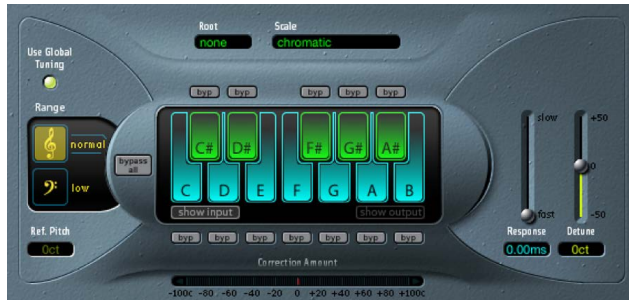 Root Scale
none chromatic
Use Global
Tuning
Range
normal
low
Ref. Pitch
0ct
bypass
all
byp byp byp byp byp
C# D# F# G# A#
C D E F G A B
show input show output
byp byp byp byp byp byp byp
Correction Amount
-100c -80 -60 -40 -20 0 +20 +40 +60 +80 +100c
slow
fast
Response
0.00ms
+50
0
-50
Detune
0ct